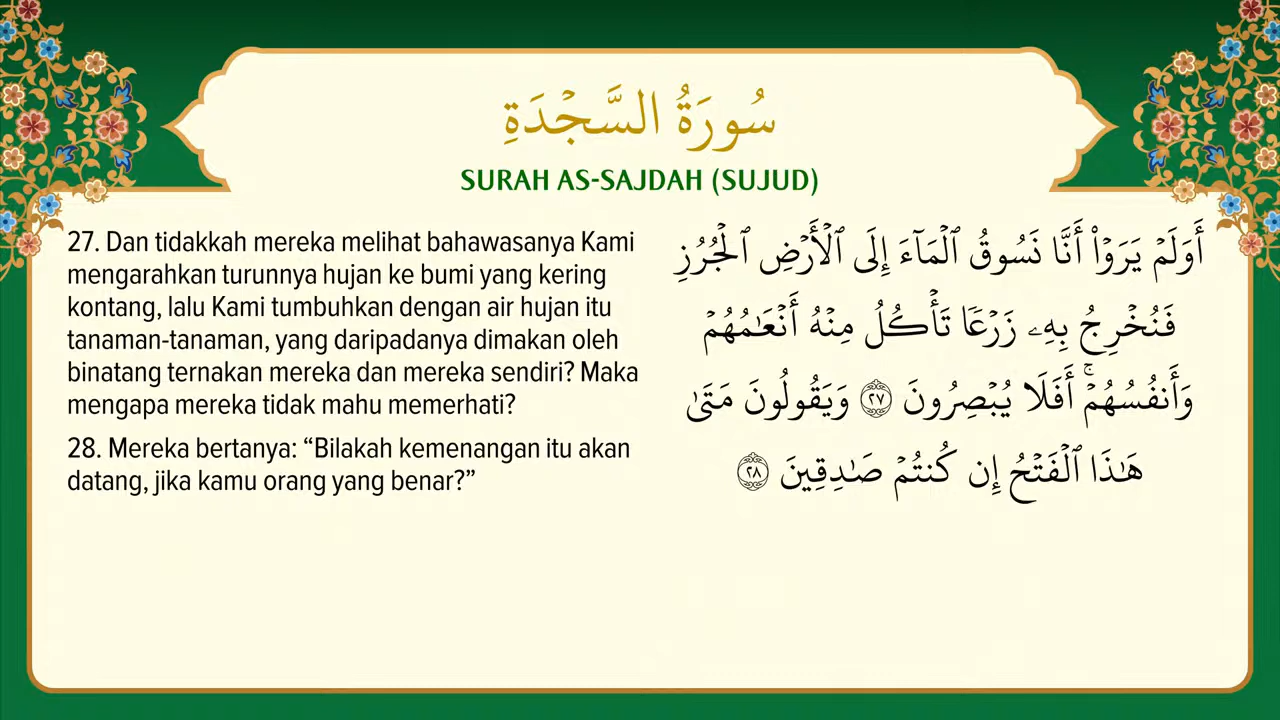 سُورَةُ السَّجْدَةِ
SURAH AS-SAJDAH (SUJUD)
27. Dan tidakkah mereka melihat bahawasanya Kami
mengarahkan turunnya hujan ke bumi yang kering
kontang, lalu Kami tumbuhkan dengan air hujan itu
tanaman-tanaman, yang daripadanya dimakan oleh
binatang ternakan mereka dan mereka sendiri? Maka
mengapa mereka tidak mahu memerhati?
28. Mereka bertanya: “Bilakah kemenangan itu akan
datang, jika kamu orang yang benar?”
أَوَلَمْ يَرَوْا۟ أَنَّا نَسُوقُ ٱلْمَآءَ إِلَى ٱلْأَرْضِ ٱلْجُرُزِ
فَنُخْرِجُ بِهِۦ زَرْعًا تَأْكُلُ مِنْهُ أَنْعَـٰمُهُمْ
وَأَنفُسُهُمْ ۚ أَفَلَا يُبْصِرُونَ ٢٧ وَيَقُولُونَ مَتَىٰ
هَـٰذَا ٱلْفَتْحُ إِن كُنتُمْ صَـٰدِقِينَ ٢٨